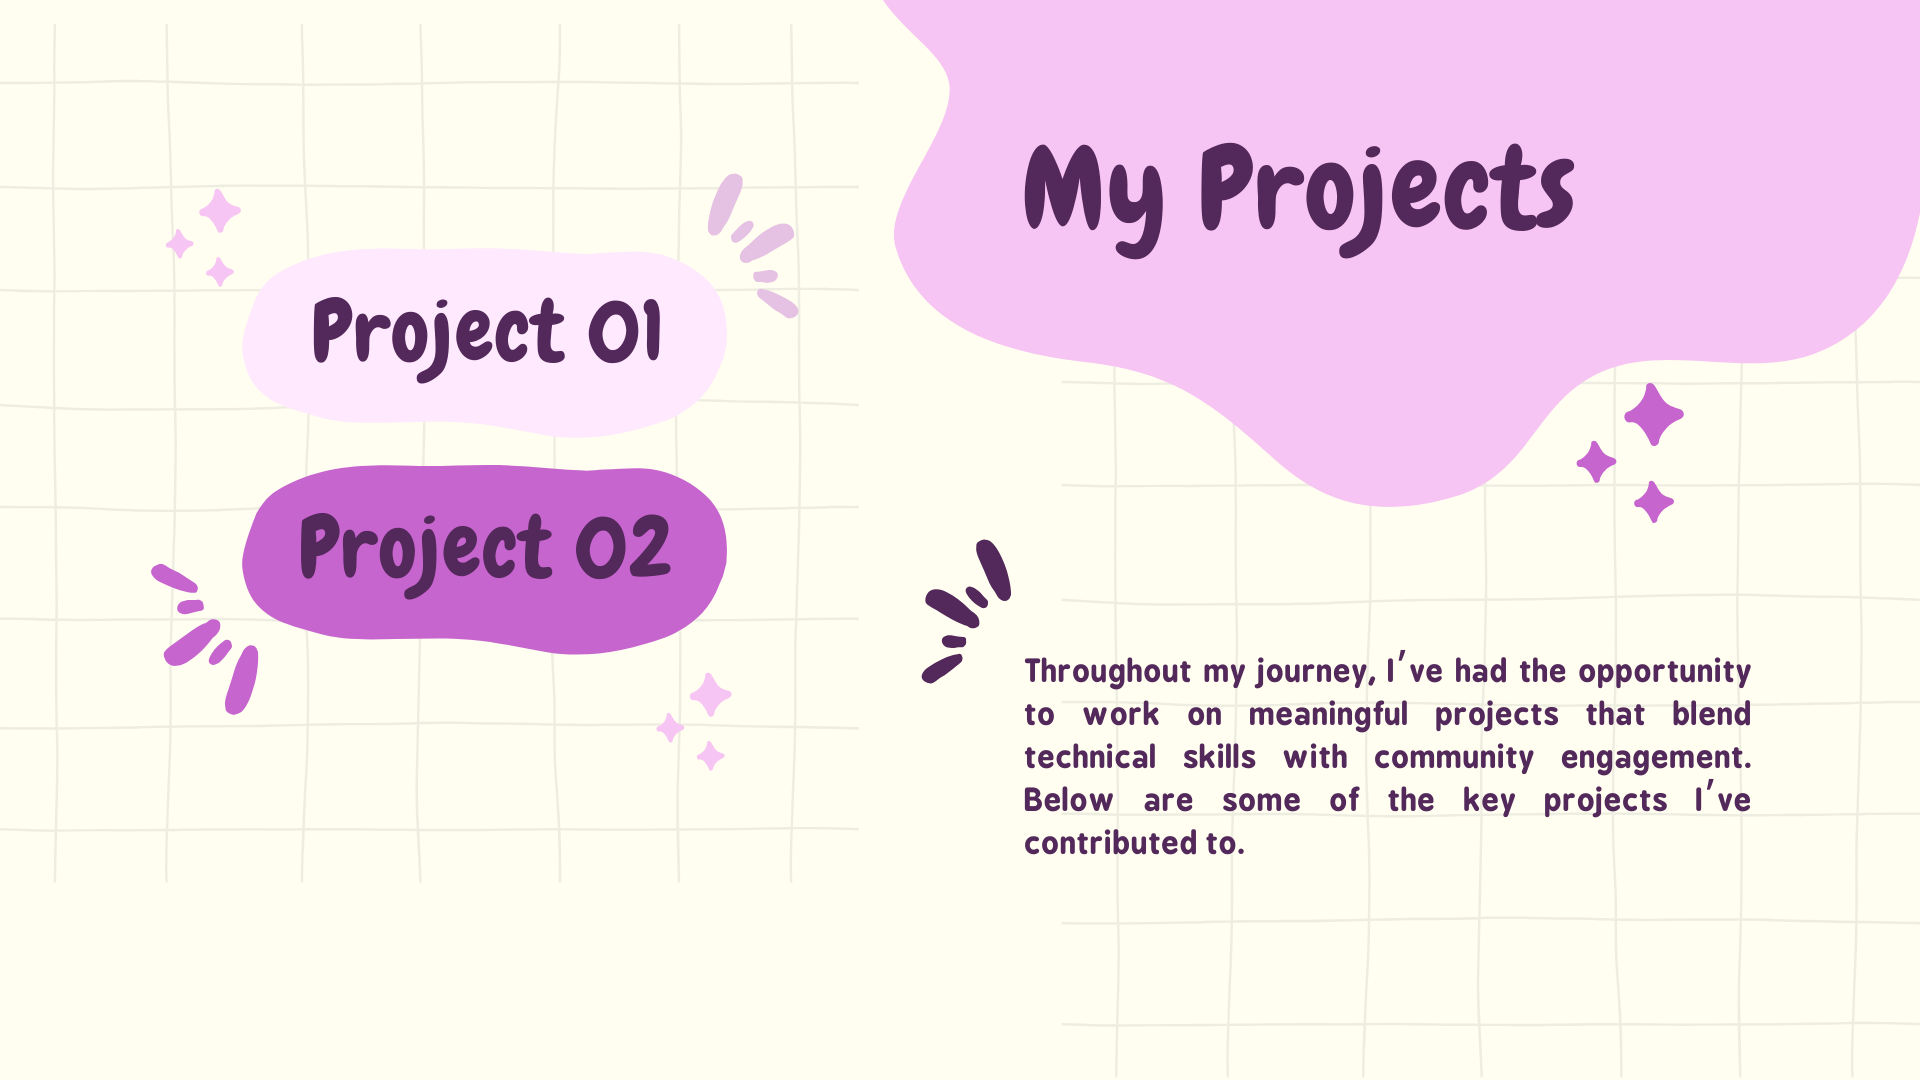 My Projects
Project 01
Project 02
Throughout my journey, I've had the opportunity
to work on meaningful projects that blend
technical skills with community engagement.
Below are some of the key projects I've
contributed to.